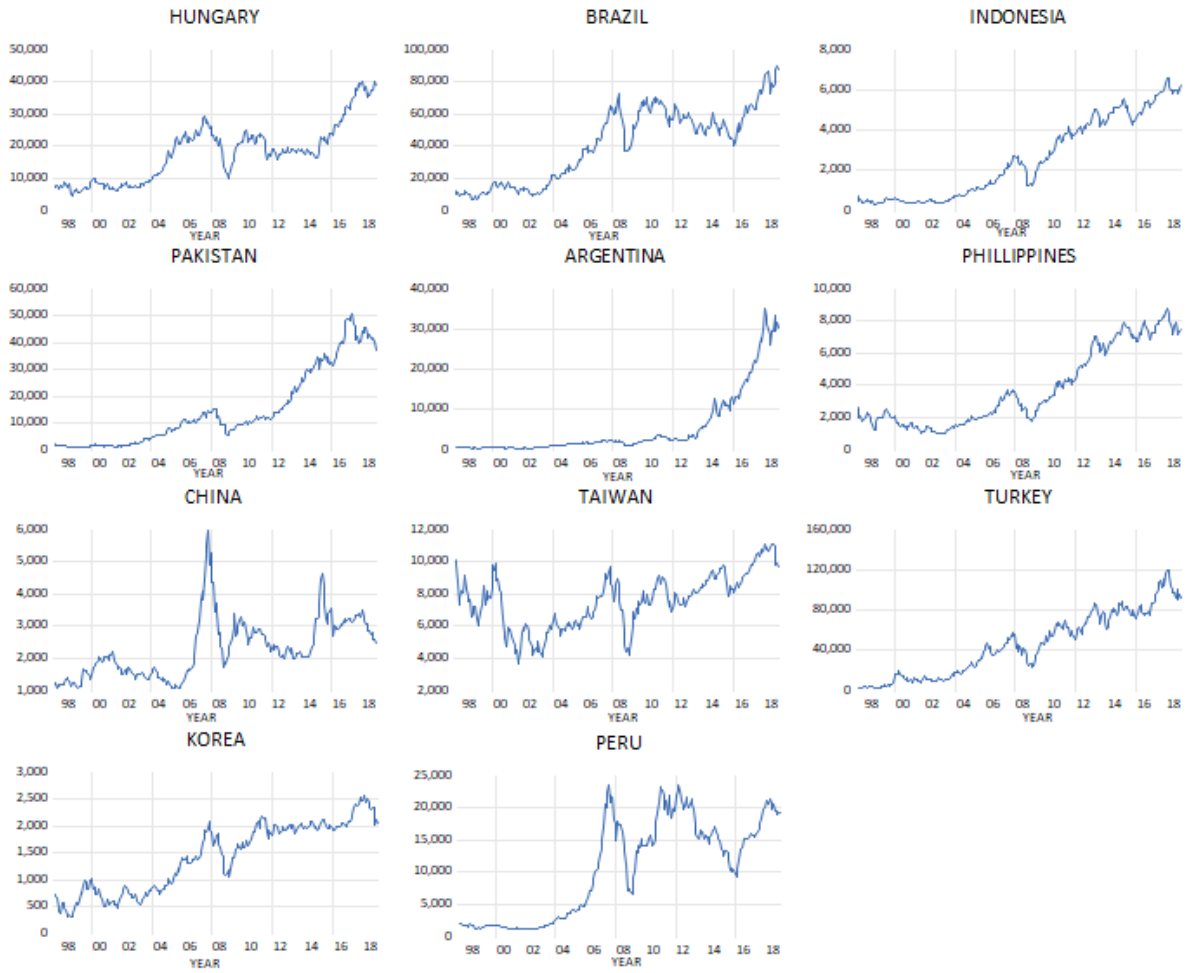 HUNGARY
50,000
40,000
30,000
20,000
10,000
0
98 00 02 04 06 08 10 12 14 16 18
YEAR
BRAZIL
100,000
80,000
60,000
40,000
20,000
0
98 00 02 04 06 08 10 12 14 16 18
YEAR
INDONESIA
8,000
6,000
4,000
2,000
0
98 00 02 04 06 08 10 12 14 16 18
YEAR
PAKISTAN
60,000
50,000
40,000
30,000
20,000
10,000
0
98 00 02 04 06 08 10 12 14 16 18
YEAR
ARGENTINA
40,000
30,000
20,000
10,000
0
98 00 02 04 06 08 10 12 14 16 18
YEAR
PHILLIPPINES
10,000
8,000
6,000
4,000
2,000
0
98 00 02 04 06 08 10 12 14 16 18
YEAR
CHINA
6,000
5,000
4,000
3,000
2,000
1,000
98 00 02 04 06 08 10 12 14 16 18
YEAR
TAIWAN
12,000
10,000
8,000
6,000
4,000
2,000
98 00 02 04 06 08 10 12 14 16 18
YEAR
TURKEY
160,000
120,000
80,000
40,000
0
98 00 02 04 06 08 10 12 14 16 18
YEAR
KOREA
3,000
2,500
2,000
1,500
1,000
500
0
98 00 02 04 06 08 10 12 14 16 18
YEAR
PERU
25,000
20,000
15,000
10,000
5,000
0
98 00 02 04 06 08 10 12 14 16 18
YEAR